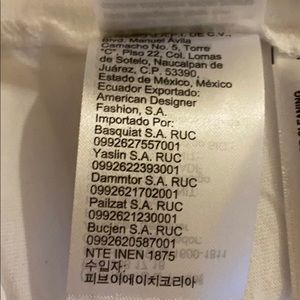 Blvd. Manuel Avila
Camacho No. 5, Torre
"C", Piso 22, Col. Lomas
de Sotelo, Naucalpan de
Juárez, C.P. 53390
Estado de México, México
Ecuador Exportado:
American Designer
Fashion, S.A.
Importado Por:
Basquiat S.A. RUC
0992627557001
Yaslin S.A. RUC
0992622393001
Dammtor S.A. RUC
0992621702001
Pailzat S.A. RUC
0992621230001
Bucjen S.A. RUC
0992620587001
NTE INEN 1875
수입자:
피브이에이치코리아